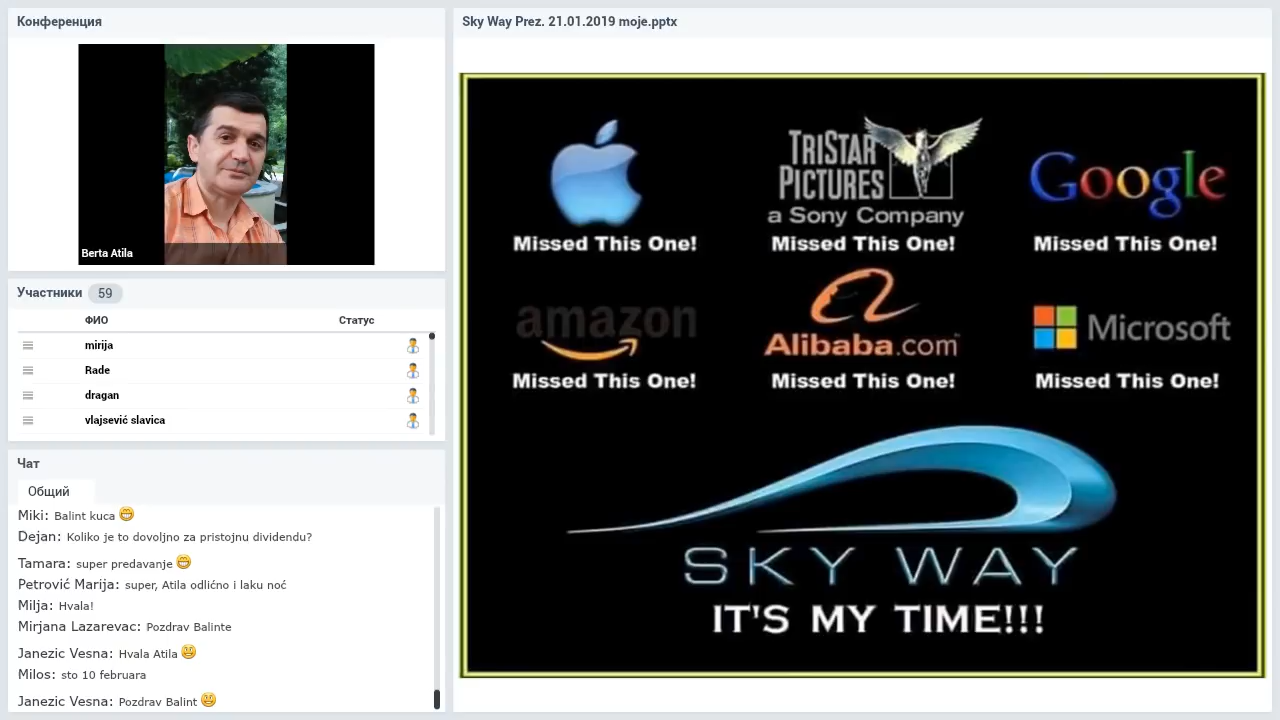 Конференция
Berta Atila
Участники 59
ФИО Статус
mirija
Rade
dragan
vlajsević slavica
Чат
Общий
Miki: Balint kuca
Dejan: Koliko je to dovoljno za pristojnu dividendu?
Tamara: super predavanje
Petrović Marija: super, Atila odlićno i laku noć
Milja: Hvala!
Mirjana Lazarevac: Pozdrav Balinte
Janezic Vesna: Hvala Atila
Milos: sto 10 februara
Janezic Vesna: Pozdrav Balint
Sky Way Prez. 21.01.2019 moje.pptx
TRISTAR
PICTURES
a Sony Company
Google
Missed This One! Missed This One! Missed This One!
amazon
Alibaba.com
Microsoft
Missed This One! Missed This One! Missed This One!
SKY WAY
IT'S MY TIME!!!